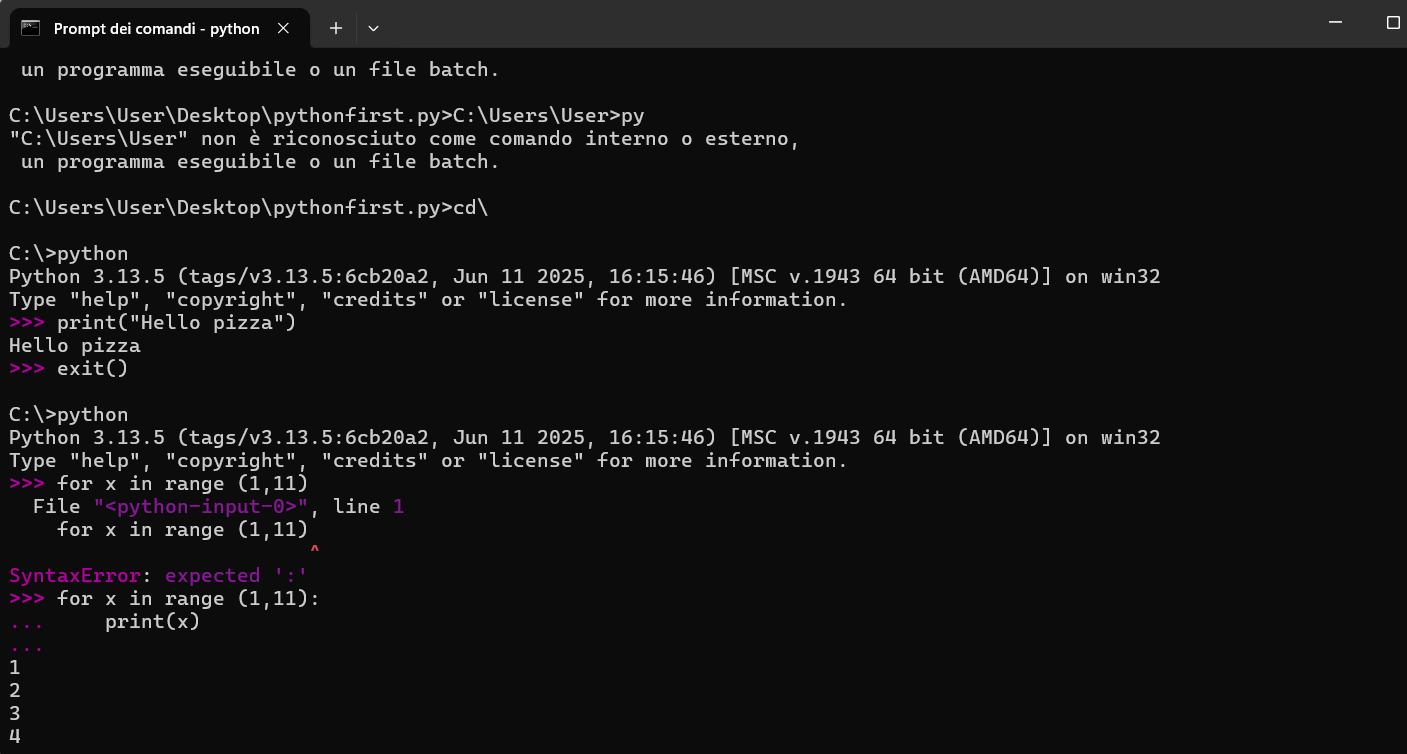 Prompt dei comandi - python
un programma eseguibile o un file batch.
C:\Users\User\Desktop\pythonfirst.py>C:\Users\User>py
"C:\Users\User" non è riconosciuto come comando interno o esterno,
 un programma eseguibile o un file batch.
C:\Users\User\Desktop\pythonfirst.py>cd\
C:\>python
Python 3.13.5 (tags/v3.13.5:6cb20a2, Jun 11 2025, 16:15:46) [MSC v.1943 64 bit (AMD64)] on win32
Type "help", "copyright", "credits" or "license" for more information.
>>> print("Hello pizza")
Hello pizza
>>> exit()
C:\>python
Python 3.13.5 (tags/v3.13.5:6cb20a2, Jun 11 2025, 16:15:46) [MSC v.1943 64 bit (AMD64)] on win32
Type "help", "copyright", "credits" or "license" for more information.
>>> for x in range (1,11)
  File "<python-input-0>", line 1
    for x in range (1,11)
                         ^
SyntaxError: expected ':'
>>> for x in range (1,11):
...     print(x)
...
1
2
3
4